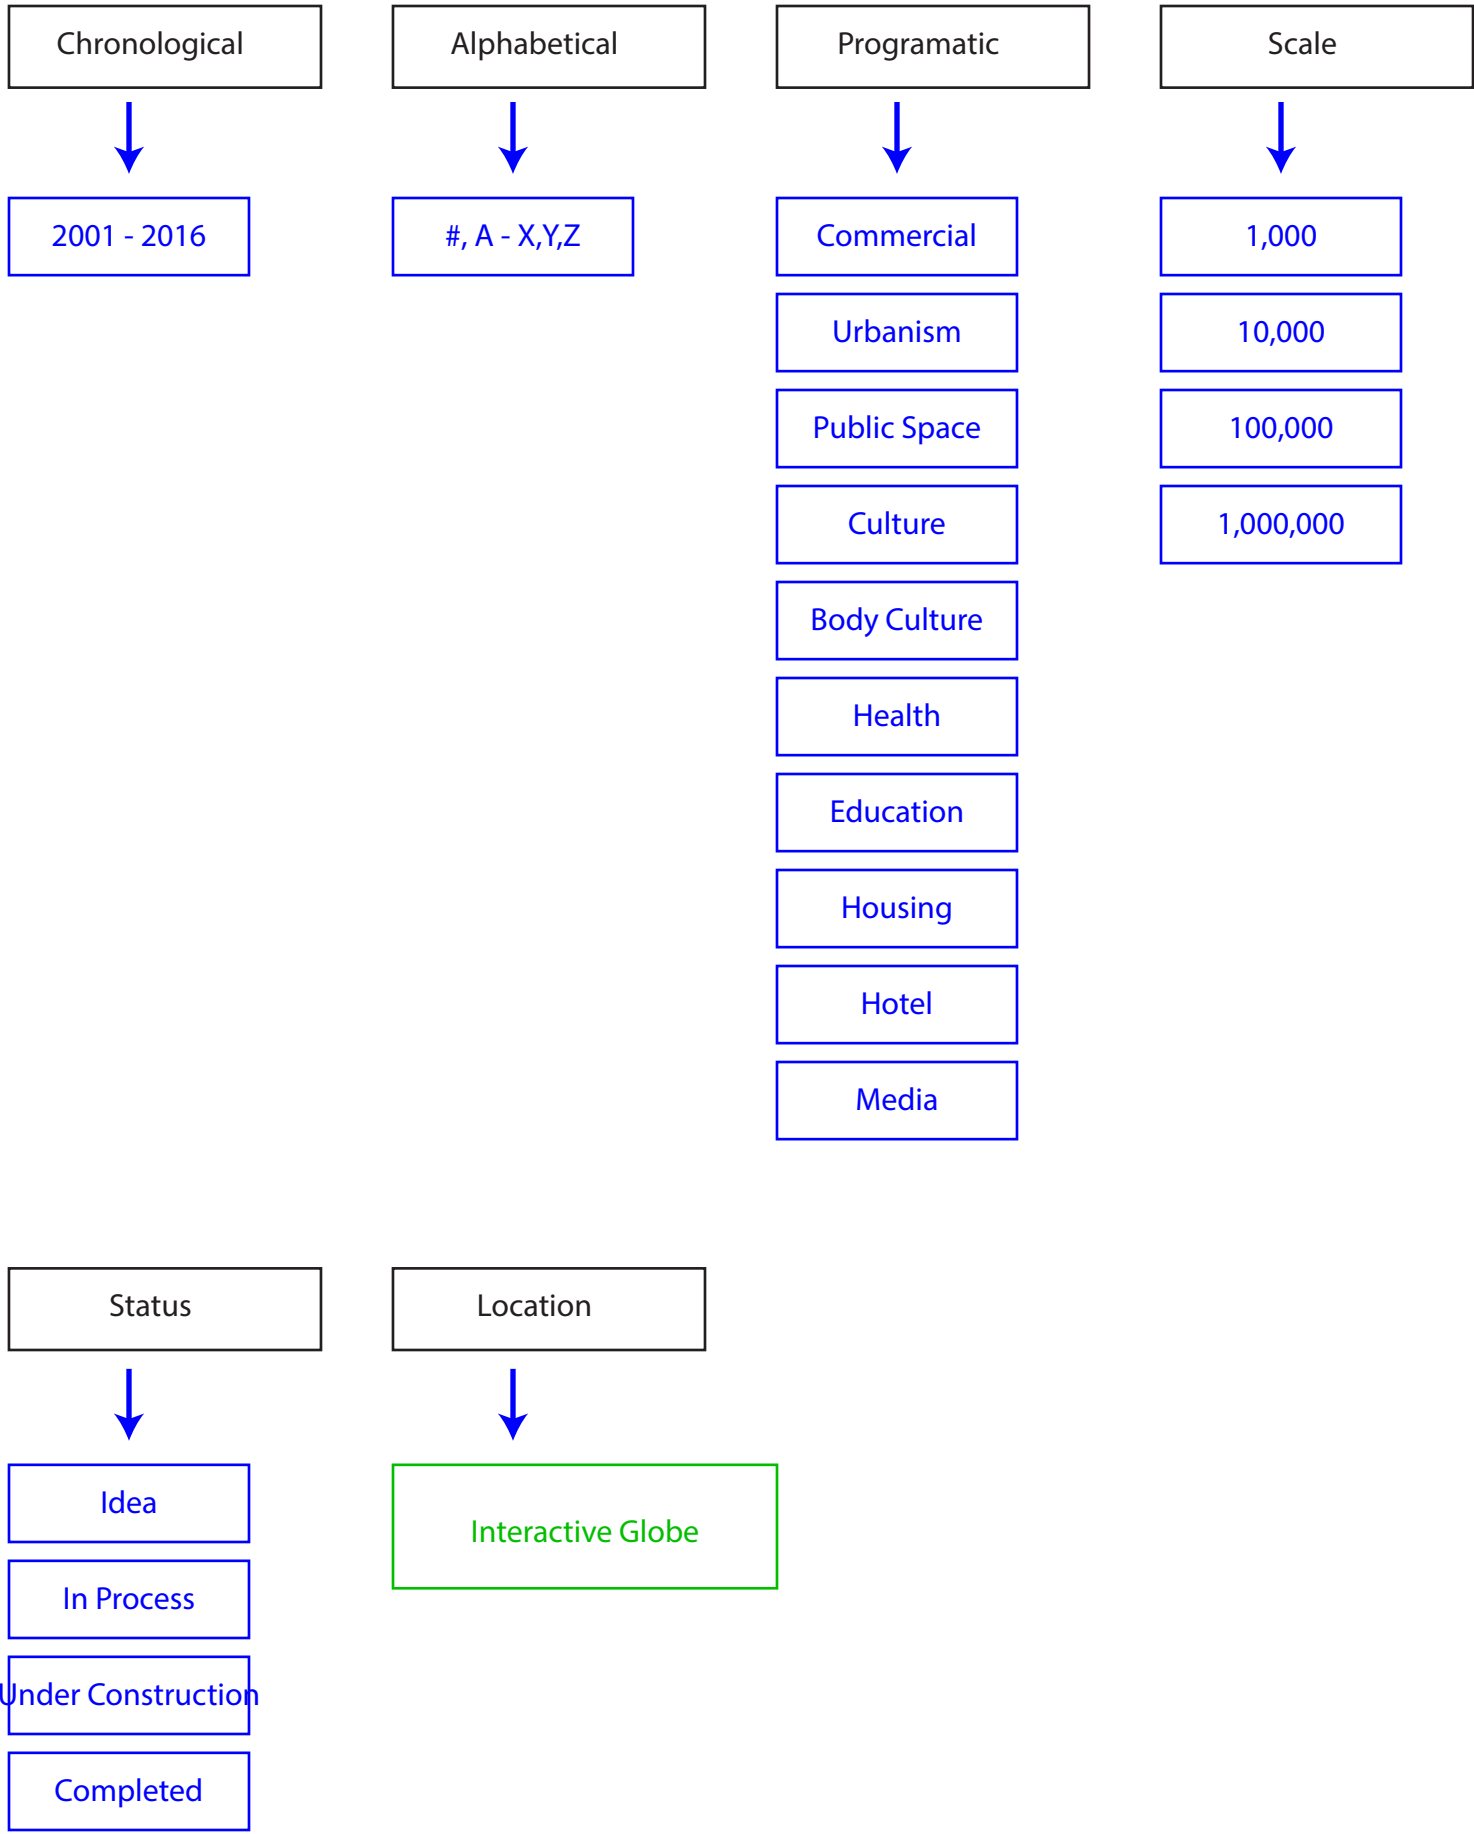 Chronological
Alphabetical
Programatic
Scale
2001 - 2016
#, A - X,Y,Z
Commercial
1,000
Urbanism
10,000
Public Space
100,000
Culture
1,000,000
Body Culture
Health
Education
Housing
Hotel
Media
Status
Location
Idea
Interactive Globe
In Process
Under Construction
Completed